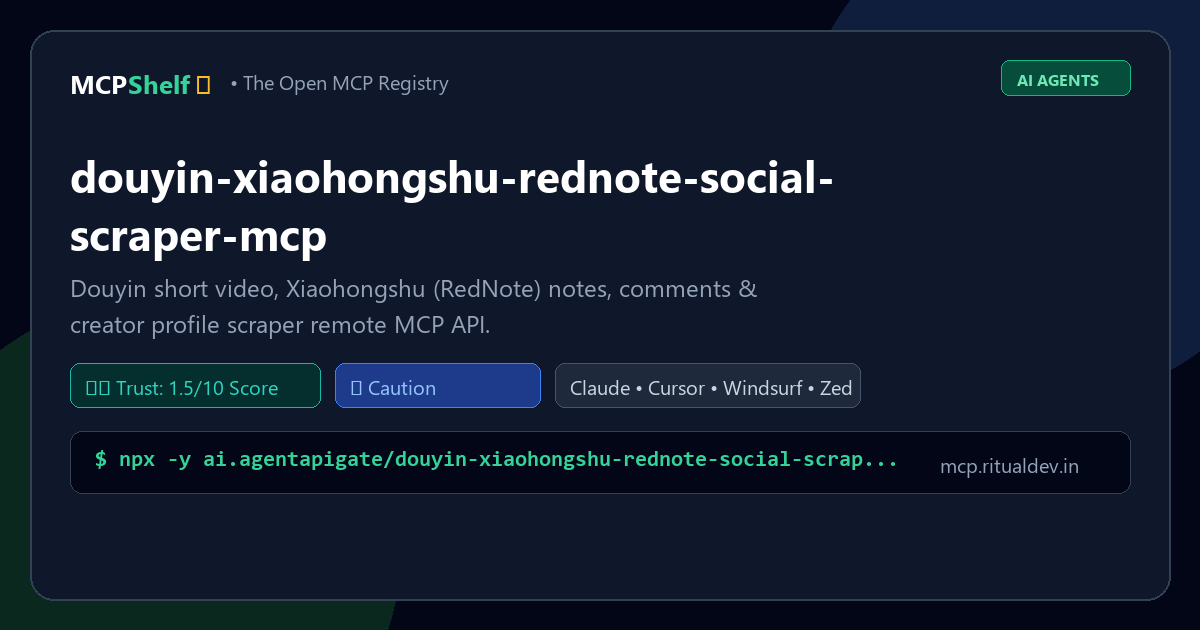 MCPShelf • The Open MCP Registry
AI AGENTS
douyin-xiaohongshu-rednote-social-
scraper-mcp
Douyin short video, Xiaohongshu (RedNote) notes, comments &
creator profile scraper remote MCP API.
Trust: 1.5/10 Score
Caution
Claude • Cursor • Windsurf • Zed
$ npx -y ai.agentapigate/douyin-xiaohongshu-rednote-social-scrap...
mcp.ritualdev.in